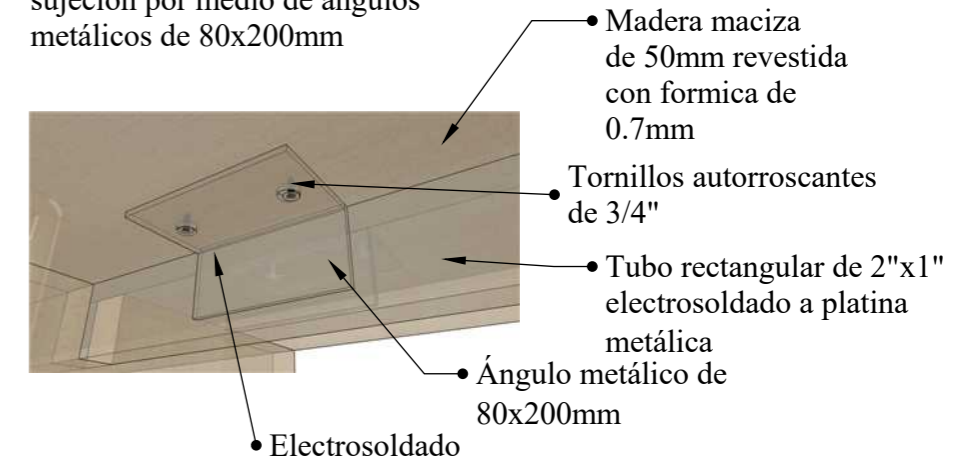 sujeción por medio de ángulos
metálicos de 80x200mm
Madera maciza
de 50mm revestida
con formica de
0.7mm
Tornillos autorroscantes
de 3/4"
Tubo rectangular de 2"x1"
electrosoldado a platina
metálica
Ángulo metálico de
80x200mm
Electrosoldado